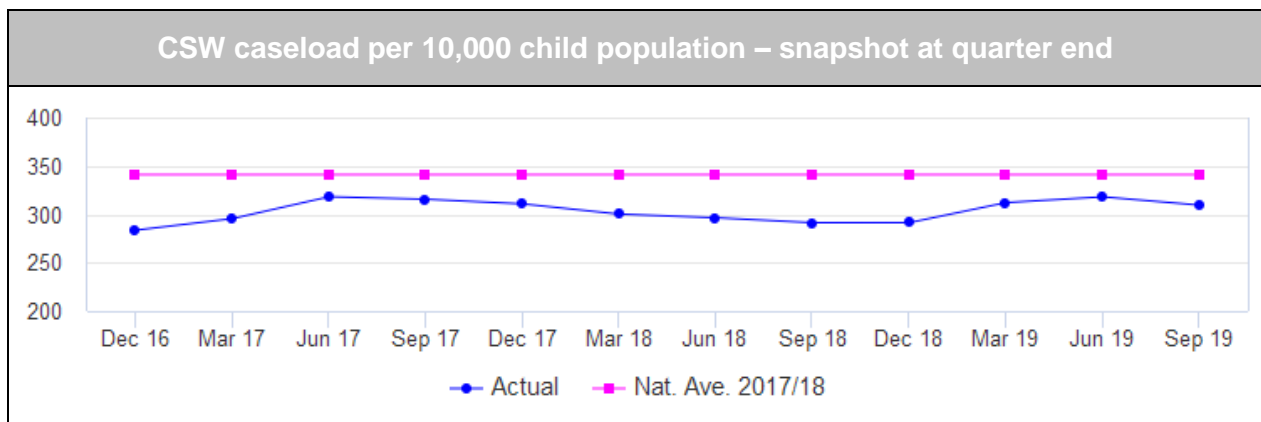 CSW caseload per 10,000 child population – snapshot at quarter end
400
350
300
250
200
Dec 16 Mar 17 Jun 17 Sep 17 Dec 17 Mar 18 Jun 18 Sep 18 Dec 18 Mar 19 Jun 19 Sep 19
Actual Nat. Ave. 2017/18